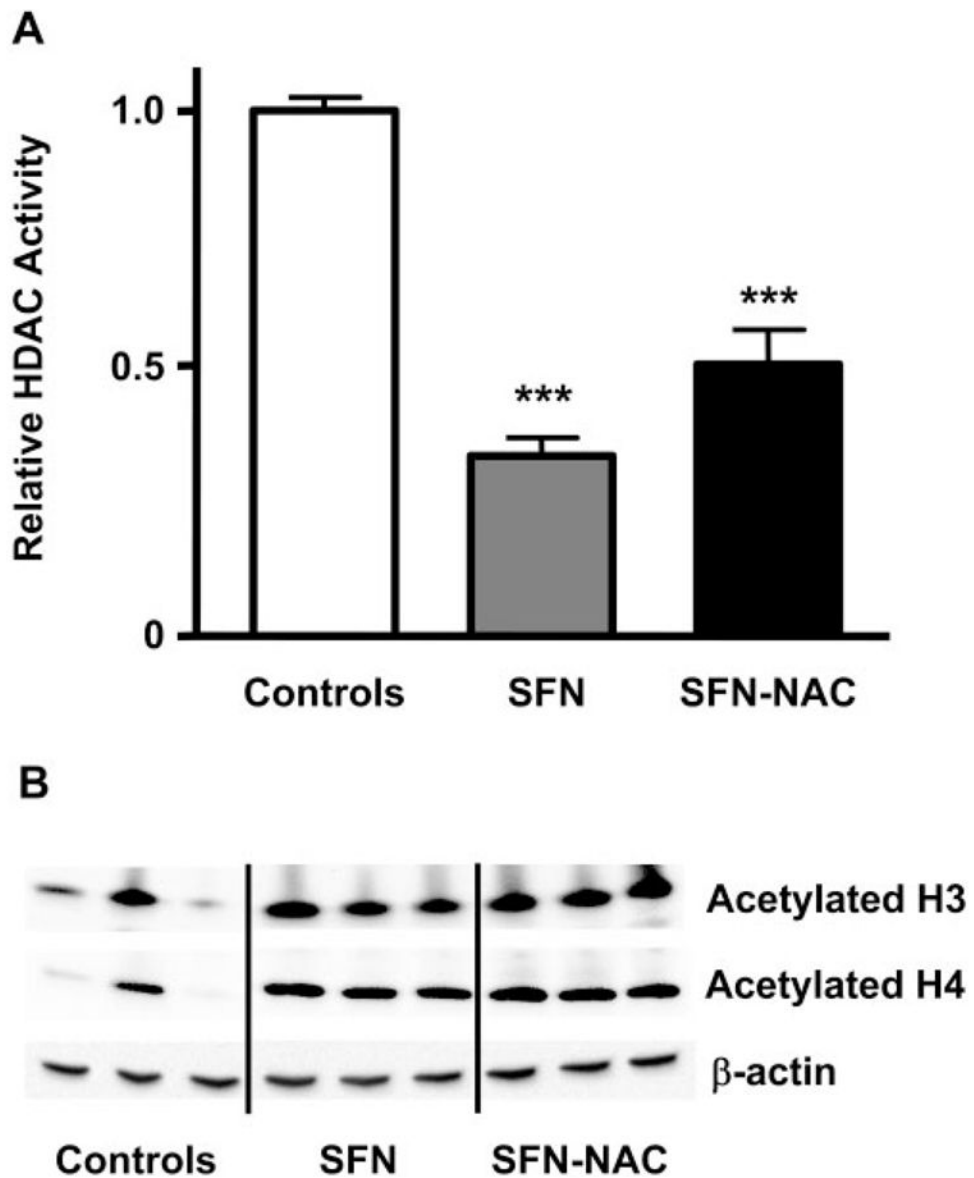 A
Relative HDAC Activity
1.0
0.5
0
***
***
Controls SFN SFN-NAC
B
Acetylated H3
Acetylated H4
β-actin
Controls SFN SFN-NAC